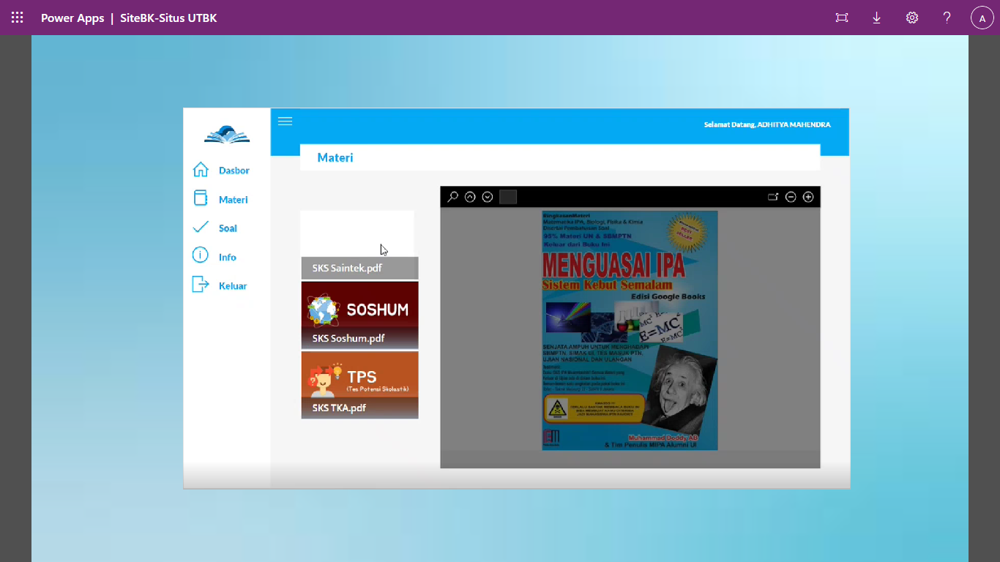 Power Apps | SiteBK-Situs UTBK
?
A
Selamat Datang, ADHITYA MAHENDRA
Materi
Dasbor
Materi
Soal
Info
Keluar
SKS Saintek.pdf
SOSHUM
SKS Soshum.pdf
TPS
(Tes Potensi Skolastik)
SKS TKA.pdf
RingkasanMateri
Matematika IPA, Biologi, Fisika & Kimia
Disertai Pembahasan Soal
95% Materi UN & SBMPTN
Keluar dari Buku Ini
BEST
SELLER
MENGUASAI IPA
Sistem Kebut Semalam
Edisi Google Books
E=MC²
SENJATA AMPUH UNTUK MENGHADAPI
SBMPTN, SIMAK-UI, TES MASUK PTN,
UJIAN NASIONAL DAN ULANGAN
Muhammad Doddy AB
& Tim Penulis MIPA Alumni UI